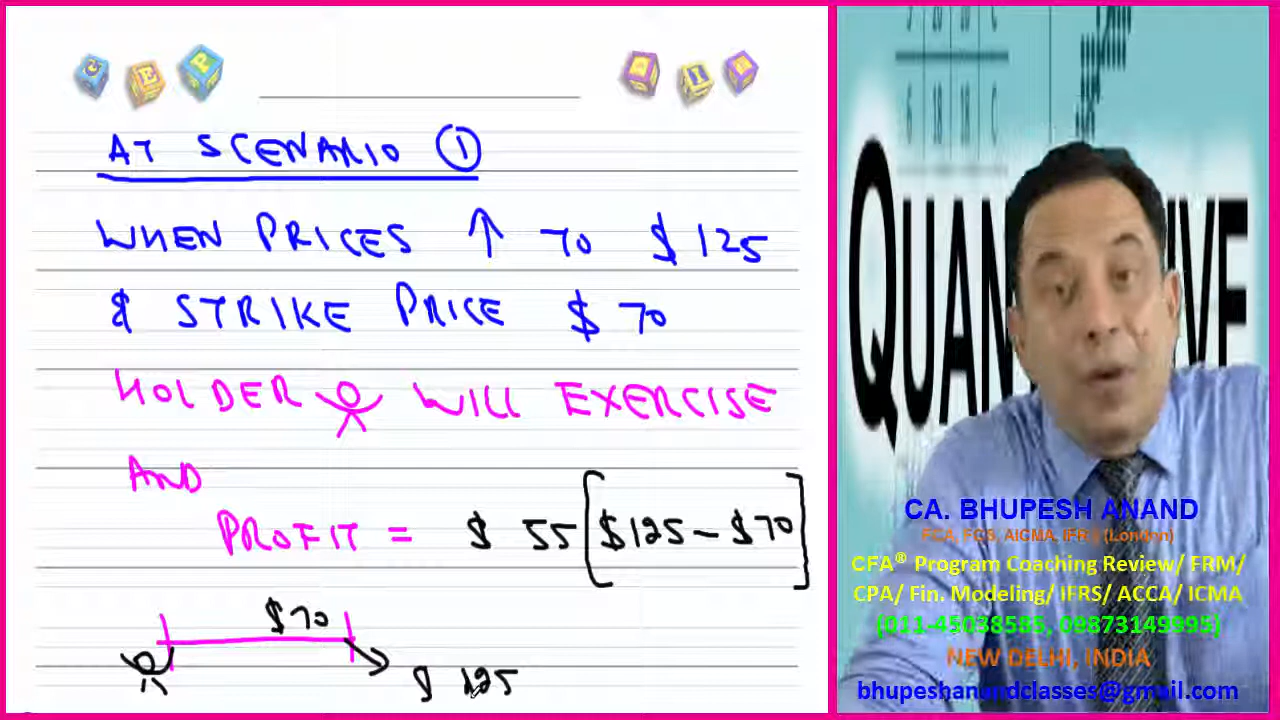 AT SCENARIO ①
WHEN PRICES ↑ TO $ 125
& STRIKE PRICE $ 70
HOLDER WILL EXERCISE
AND
PROFIT = $ 55 [$125 - $70]
$70
$ 125
QUAN IVE
CA. BHUPESH ANAND
FCA, FCS, AICMA, IFR (London)
CFA® Program Coaching Review/ FRM/
CPA/ Fin. Modeling/ IFRS/ ACCA/ ICMA
(011-45038585, 09873149995)
NEW DELHI, INDIA
bhupeshanandclasses@gmail.com